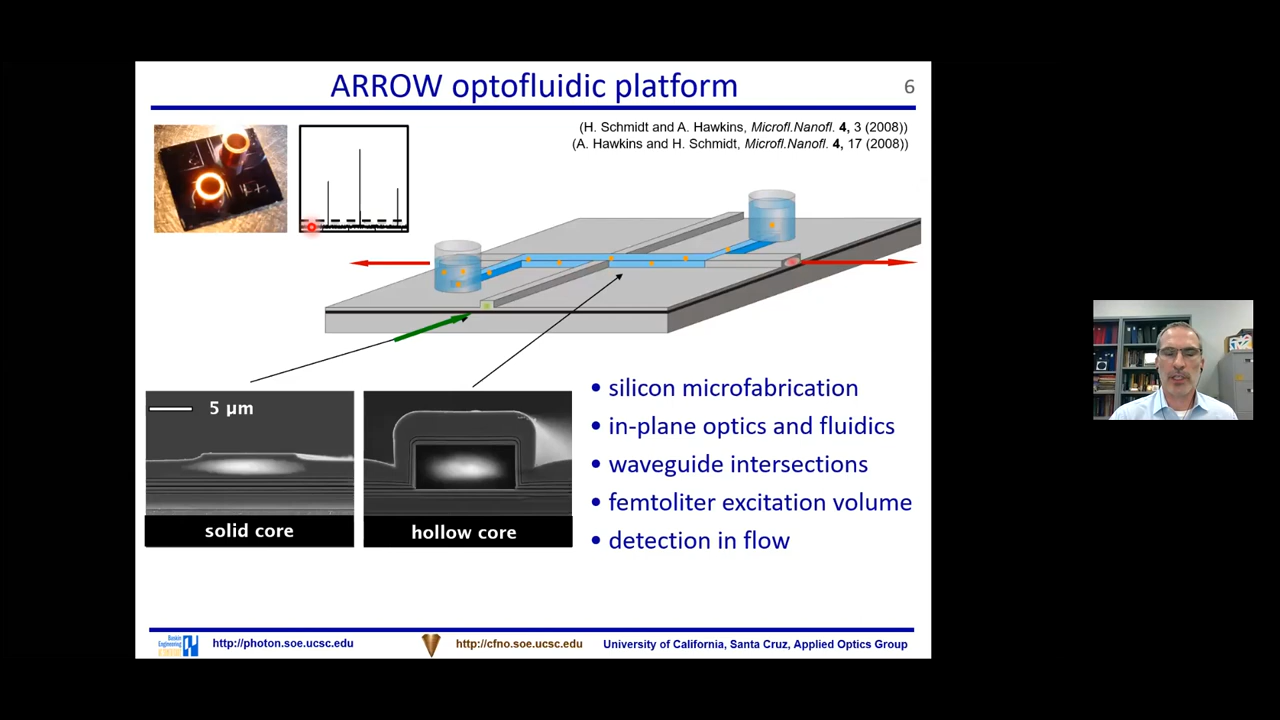 ARROW optofluidic platform
6
(H. Schmidt and A. Hawkins, Microfl.Nanofl. 4, 3 (2008))
(A. Hawkins and H. Schmidt, Microfl.Nanofl. 4, 17 (2008))
5 µm
solid core
hollow core
• silicon microfabrication
• in-plane optics and fluidics
• waveguide intersections
• femtoliter excitation volume
• detection in flow
Baskin
Engineering
http://photon.soe.ucsc.edu
http://cfno.soe.ucsc.edu
University of California, Santa Cruz, Applied Optics Group